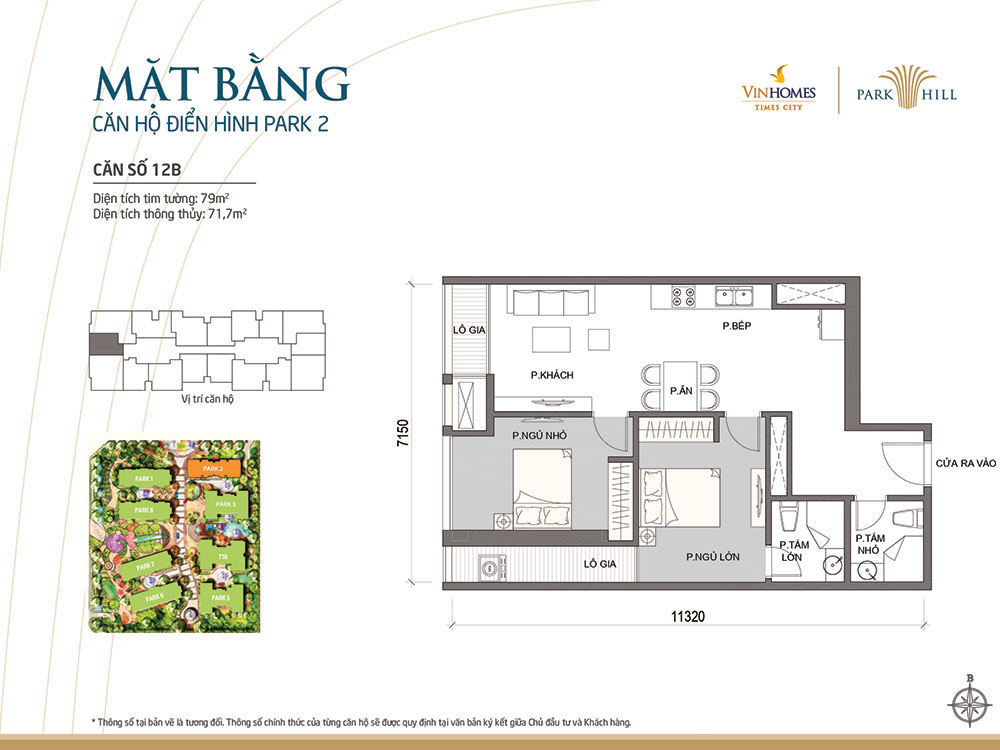 MẶT BẰNG
CĂN HỘ ĐIỂN HÌNH PARK 2
VINHOMES
TIMES CITY
PARK HILL
CĂN SỐ 12B
Diện tích tim tường: 79m²
Diện tích thông thủy: 71,7m²
Vị trí căn hộ
PARK 1
PARK 2
PARK 8
PARK 3
PARK 7
T18
PARK 6
PARK 5
LÔ GIA
P.BẾP
P.KHÁCH
P.ĂN
P.NGỦ NHỎ
7150
CỬA RA VÀO
P.TẮM
LỚN
P.TẮM
NHỎ
P.NGỦ LỚN
LÔ GIA
11320
B
* Thông số tại bản vẽ là tương đối. Thông số chính thức của từng căn hộ sẽ được quy định tại văn bản ký kết giữa Chủ đầu tư và Khách hàng.